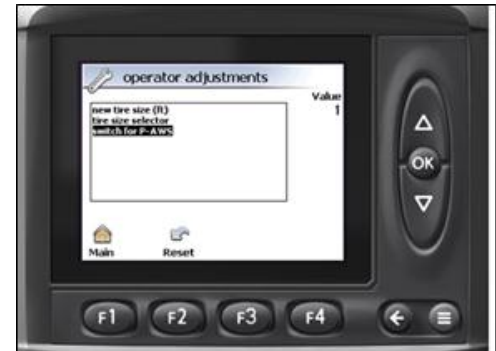 operator adjustments
Value
new tire size (ft)
1
tire size selector
switch for P-AWS
Main
Reset
OK
F1
F2
F3
F4